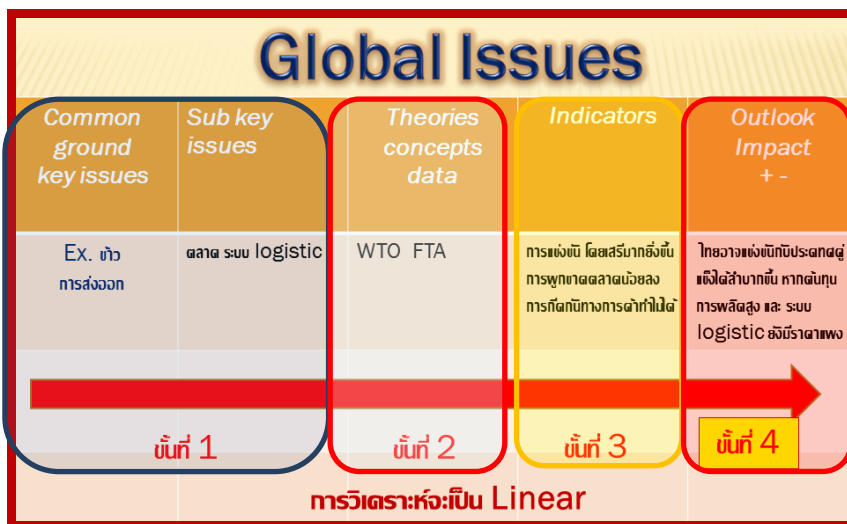 Global Issues
Common
ground
key issues
Sub key
issues
Theories
concepts
data
Indicators
Outlook
Impact
+ -
Ex. ข้าว
การส่งออก
ตลาด ระบบ logistic
WTO FTA
การแข่งขัน โดยเสรีมากยิ่งขึ้น
การผูกขาดตลาดน้อยลง
การกีดกันทางการค้าทำไม่ได้
ไทยอาจแข่งขันกับประเทศคู่
แข็งได้ลำบากขึ้น หากต้นทุน
การผลิตสูง และ ระบบ
logistic ยังมีราคาแพง
ขั้นที่ 1
ขั้นที่ 2
ขั้นที่ 3
ขั้นที่ 4
การวิเคราะห์จะเป็น Linear